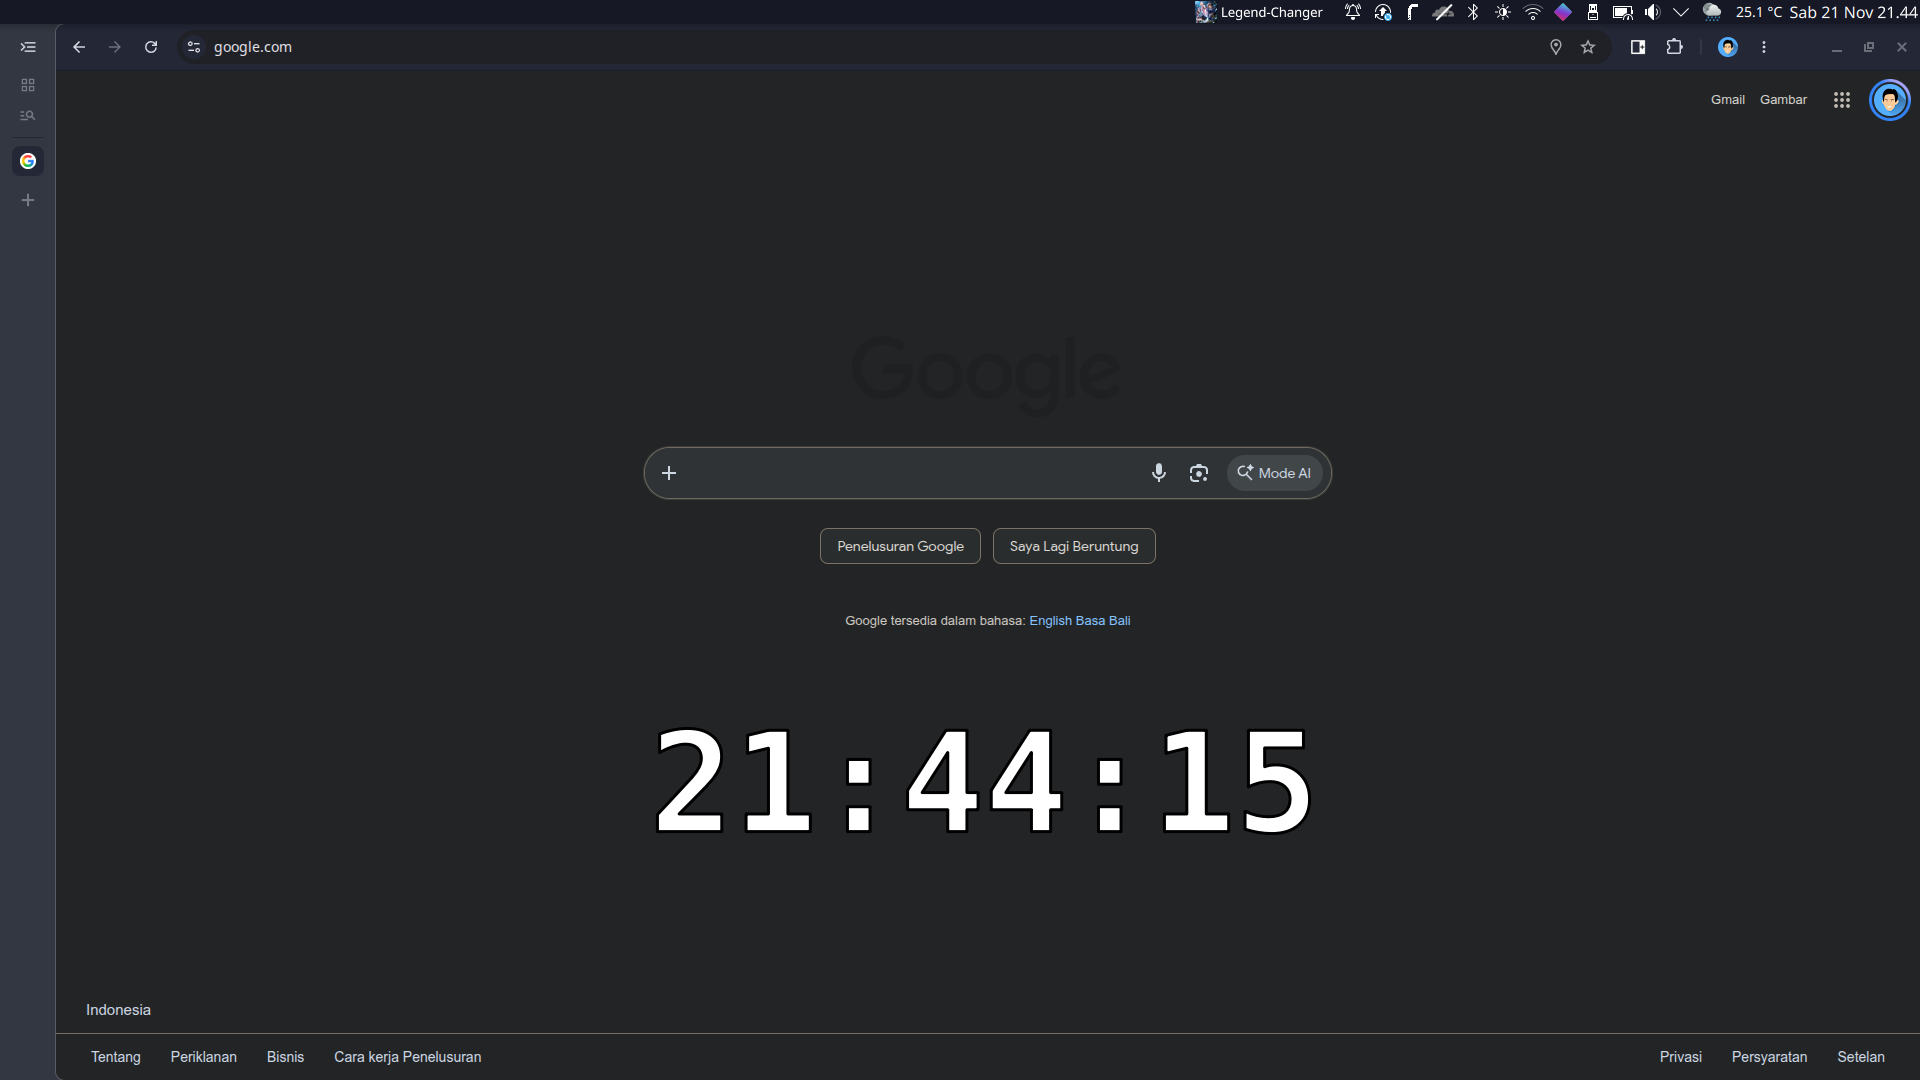 Legend-Changer 25.1 °C Sab 21 Nov 21.44
google.com
Gmail Gambar
Google
Mode AI
Penelusuran Google Saya Lagi Beruntung
Google tersedia dalam bahasa: English Basa Bali
21:44:15
Indonesia
Tentang Periklanan Bisnis Cara kerja Penelusuran Privasi Persyaratan Setelan